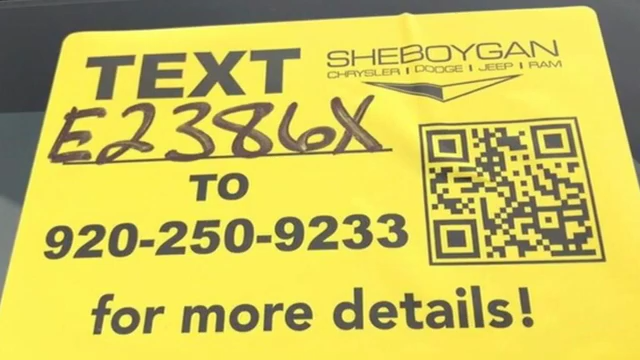 TEXT
SHEBOYGAN
CHRYSLER | DODGE | JEEP | RAM
E2386X
TO
920-250-9233
for more details!